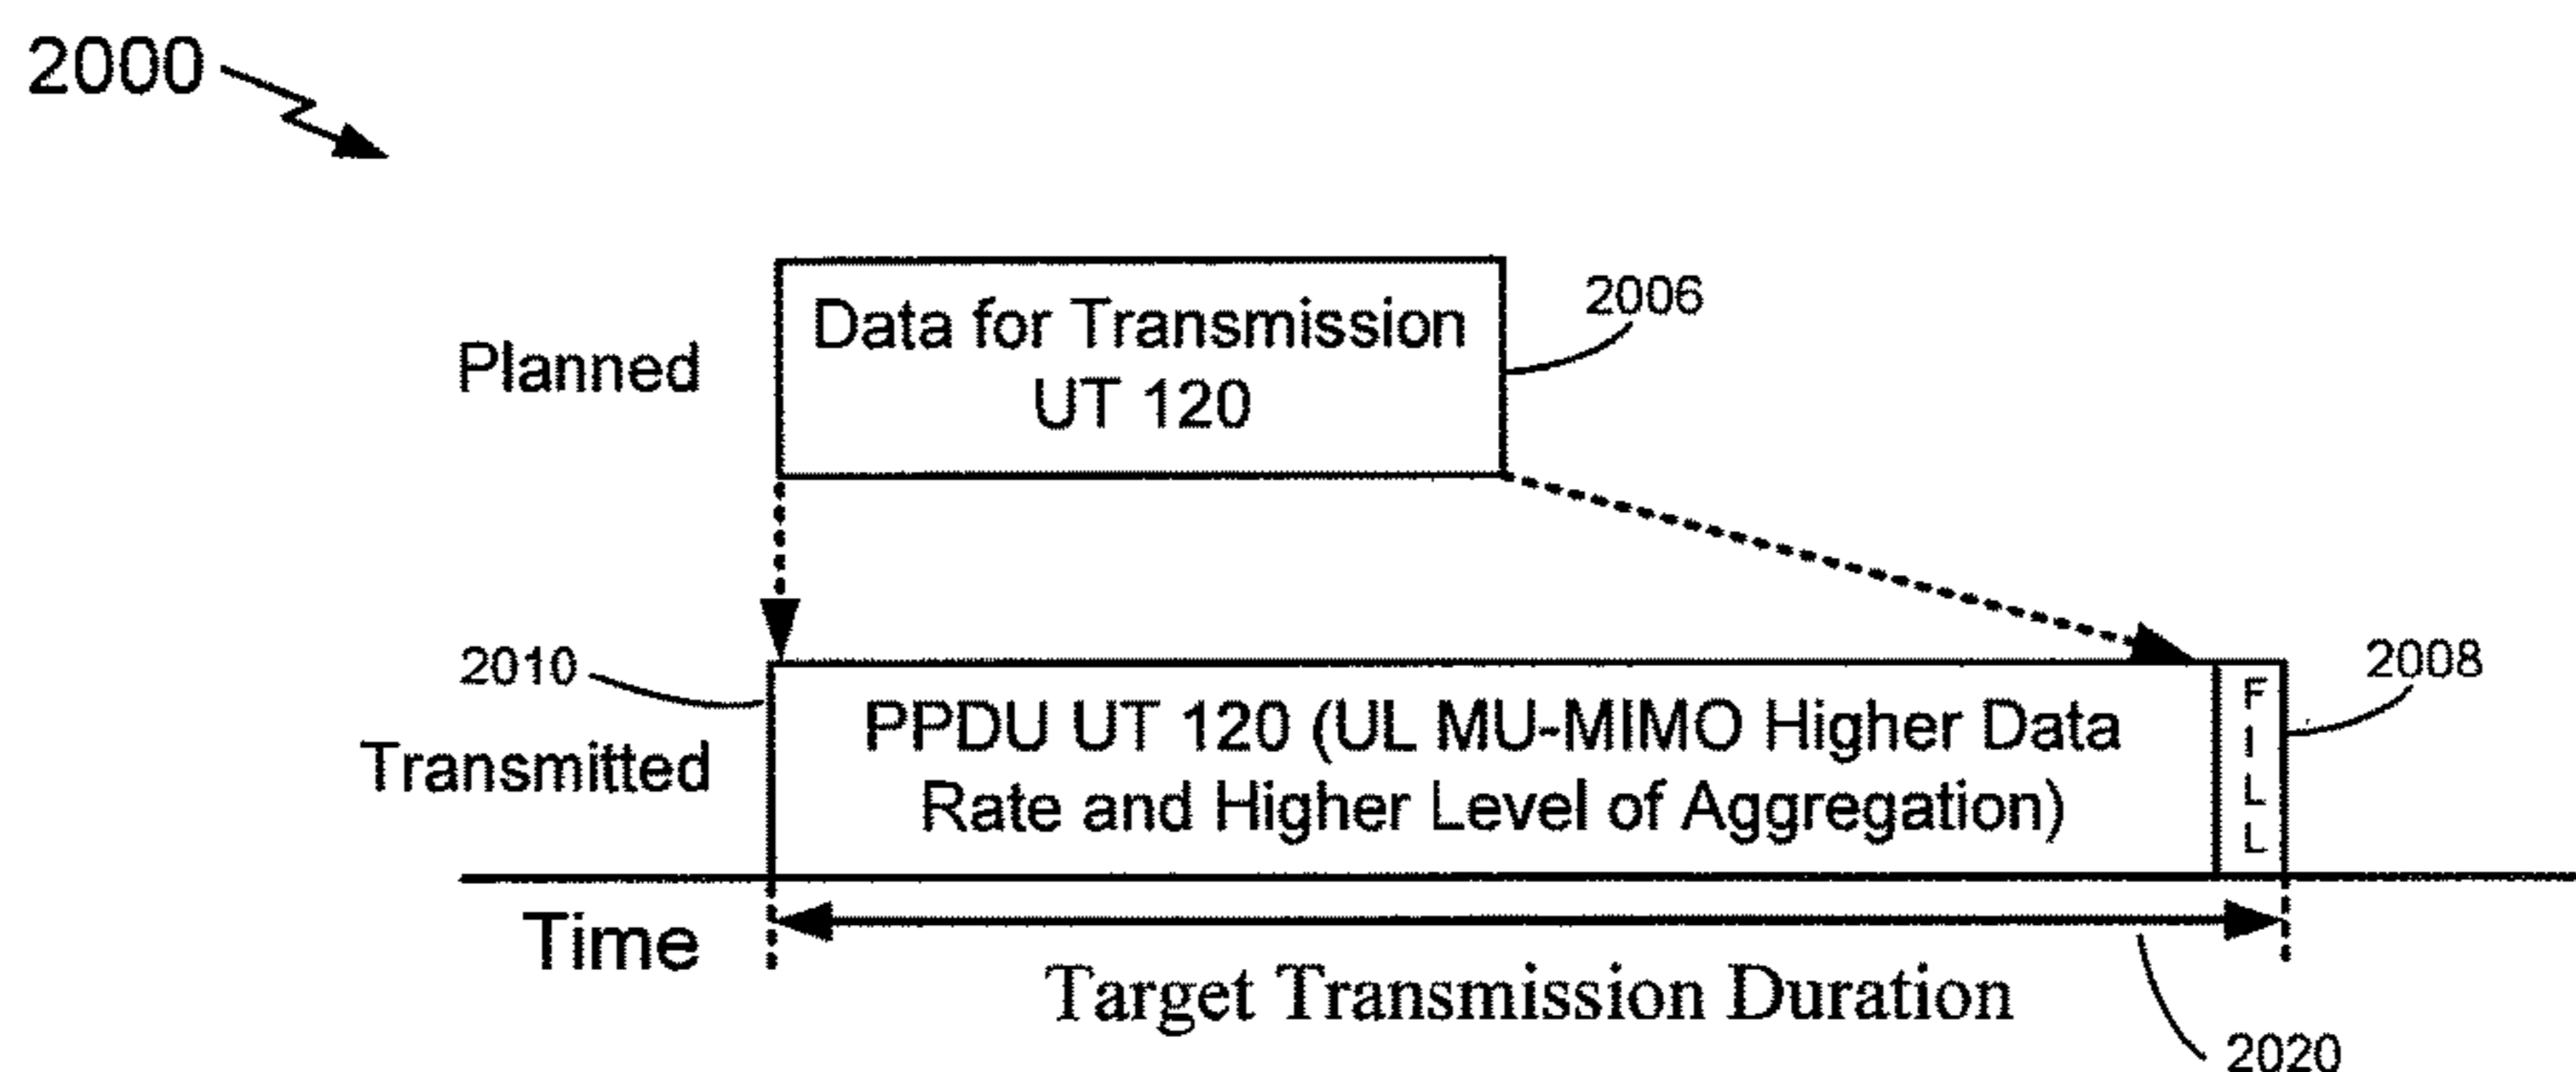 2000
Planned
Data for Transmission
UT 120
2006
2010
Transmitted
PPDU UT 120 (UL MU-MIMO Higher Data
Rate and Higher Level of Aggregation)
FILL
2008
Time
Target Transmission Duration
2020